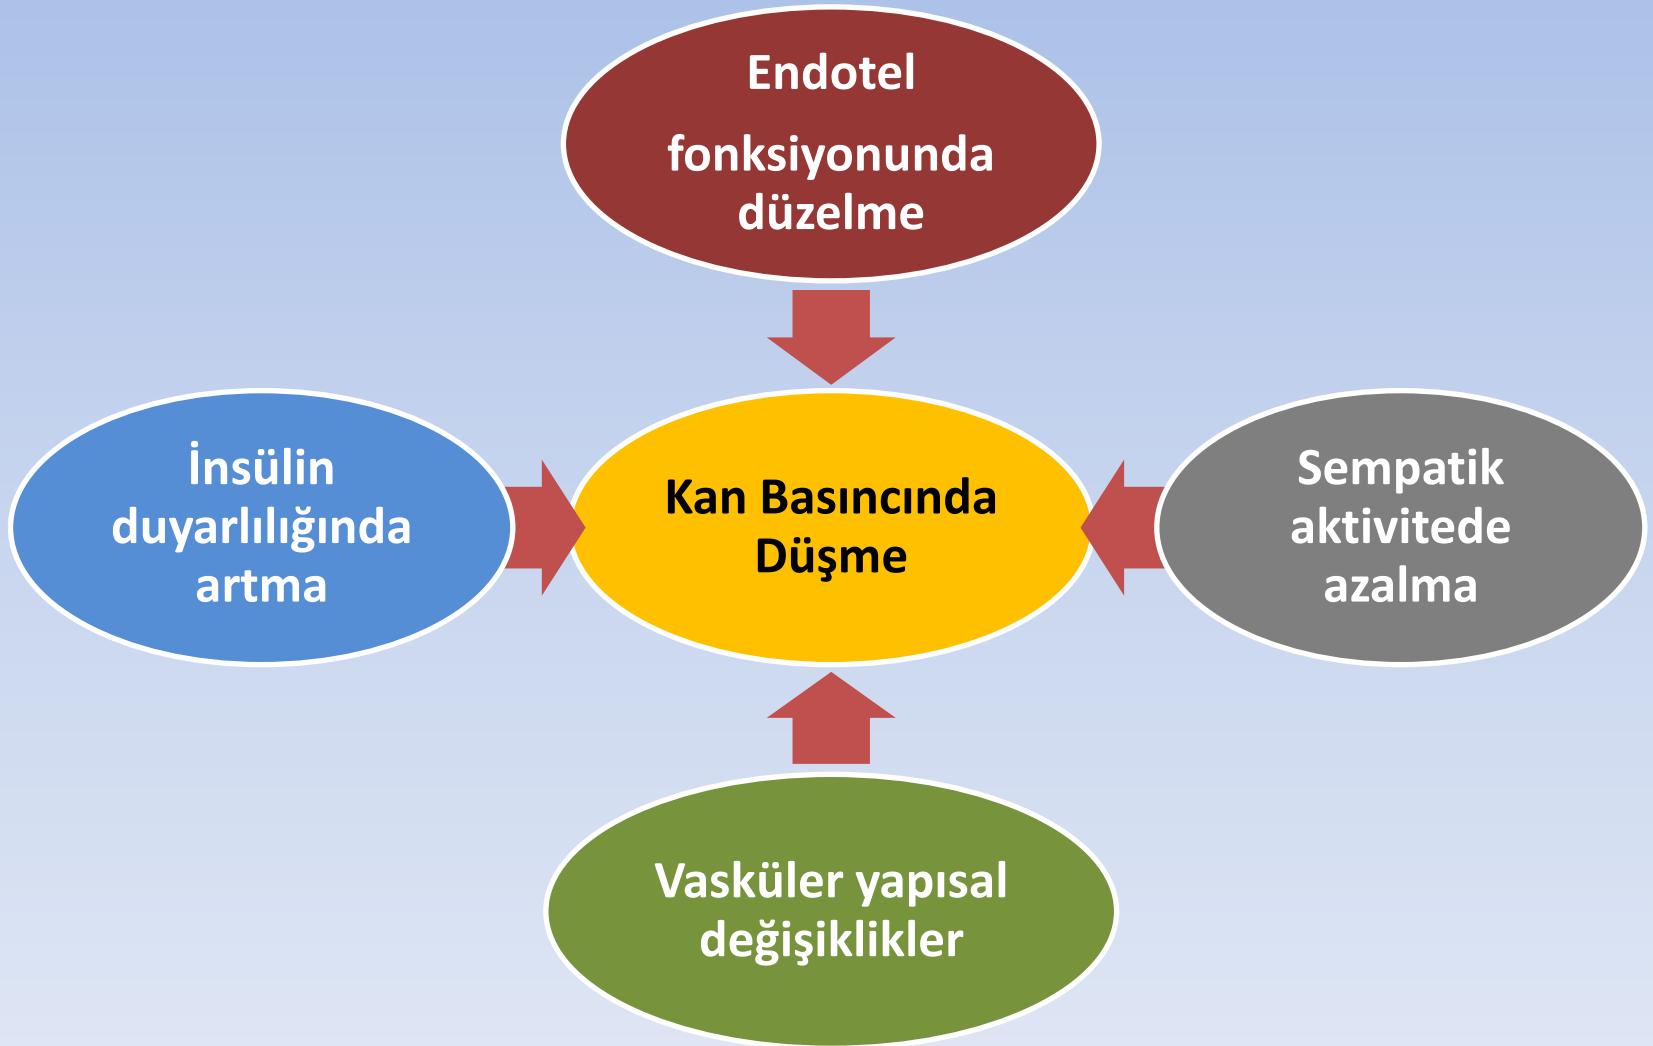 Endotel
fonksiyonunda
düzelme
İnsülin
duyarlılığında
artma
Kan Basıncında
Düşme
Sempatik
aktivitede
azalma
Vasküler yapısal
değişiklikler